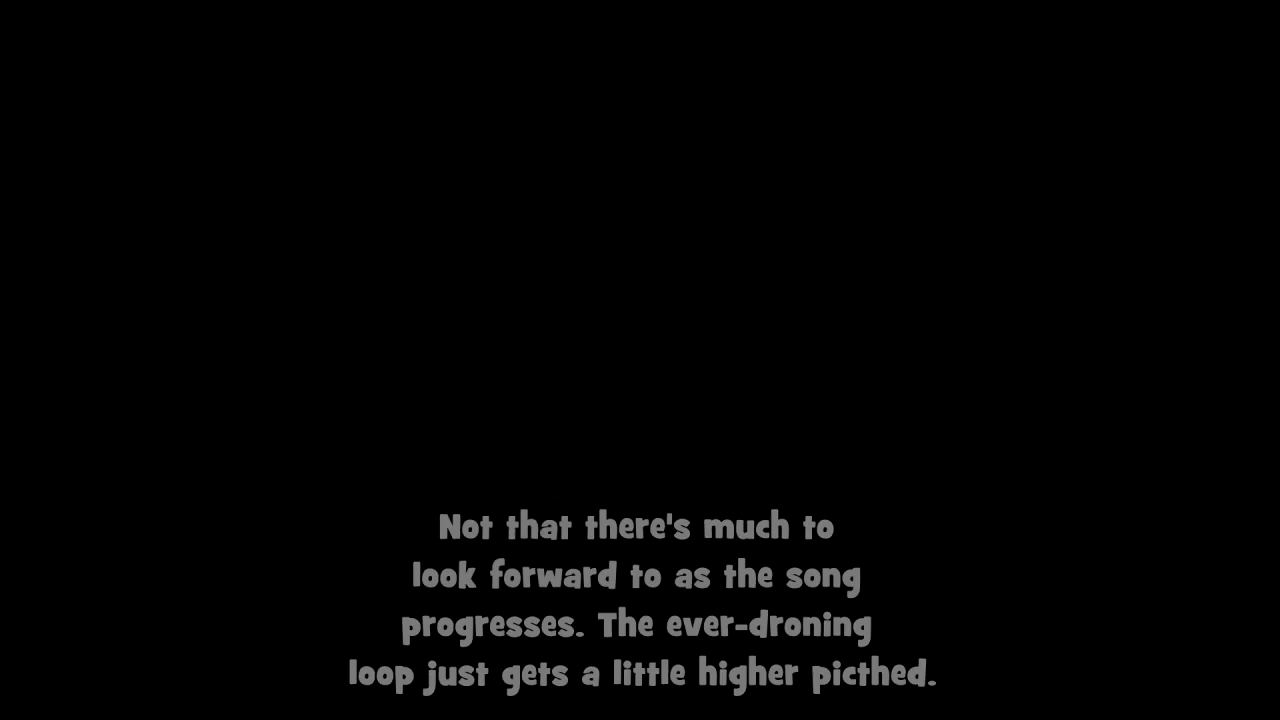 Not that there's much to
look forward to as the song
progresses. The ever-droning
loop just gets a little higher picthed.